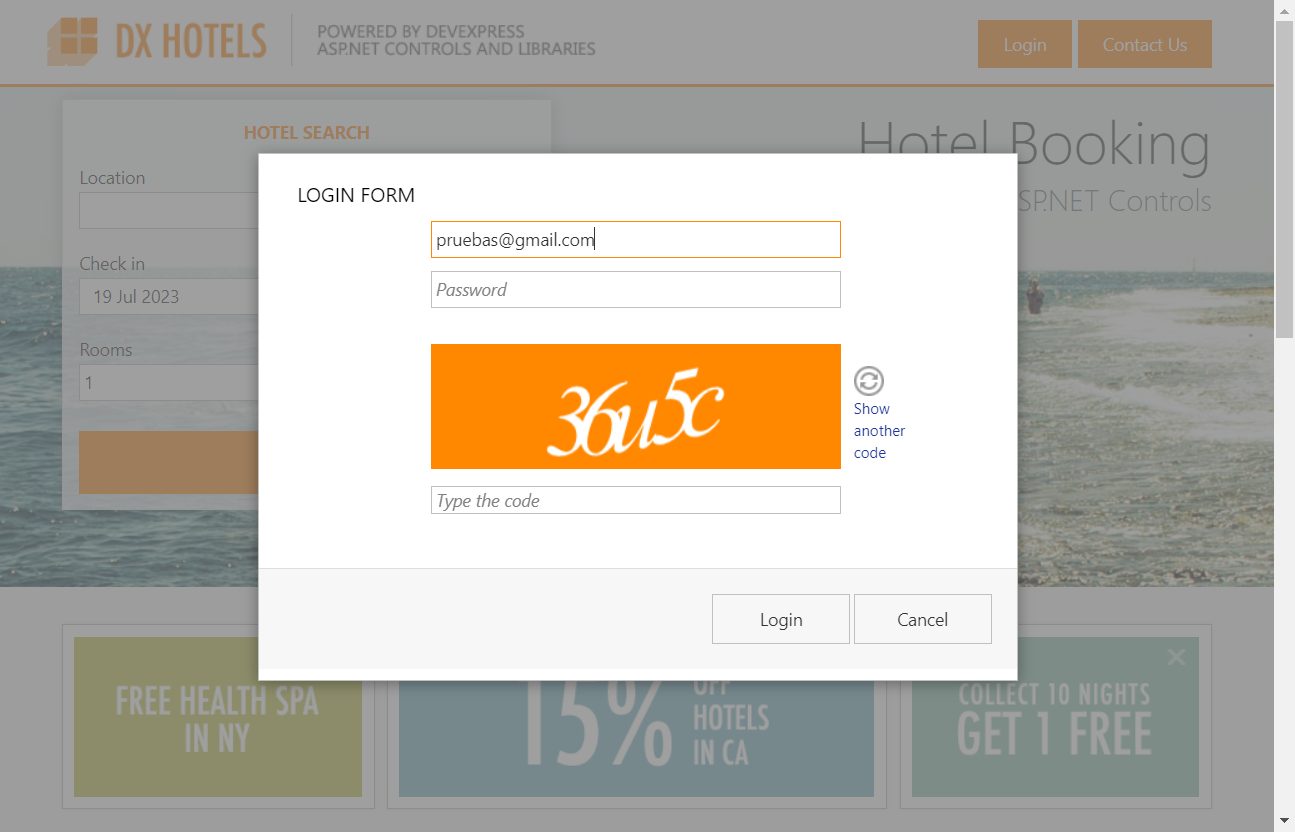 DX HOTELS
POWERED BY DEVEXPRESS
ASP.NET CONTROLS AND LIBRARIES
Login
Contact Us
HOTEL SEARCH
Hotel Booking
SP.NET Controls
Location
Check in
19 Jul 2023
Rooms
1
LOGIN FORM
pruebas@gmail.com
Password
36u5c
Show
another
code
Type the code
Login
Cancel
FREE HEALTH SPA
IN NY
15%
OFF
HOTELS
IN CA
COLLECT 10 NIGHTS
GET 1 FREE